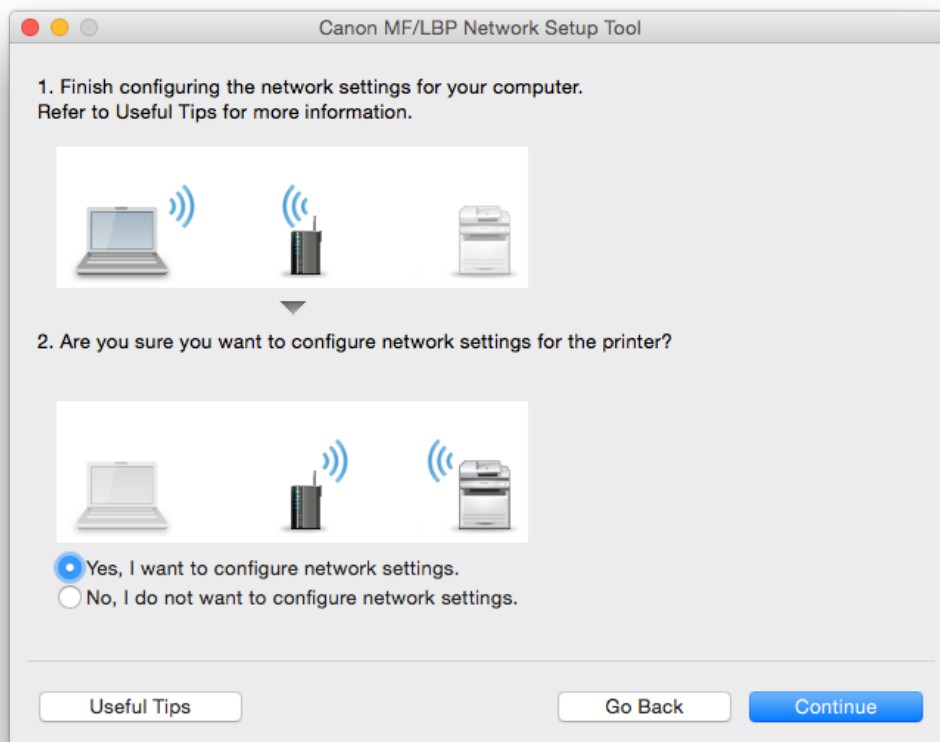 Canon MF/LBP Network Setup Tool
1. Finish configuring the network settings for your computer.
Refer to Useful Tips for more information.
2. Are you sure you want to configure network settings for the printer?
Yes, I want to configure network settings.
No, I do not want to configure network settings.
Useful Tips
Go Back
Continue